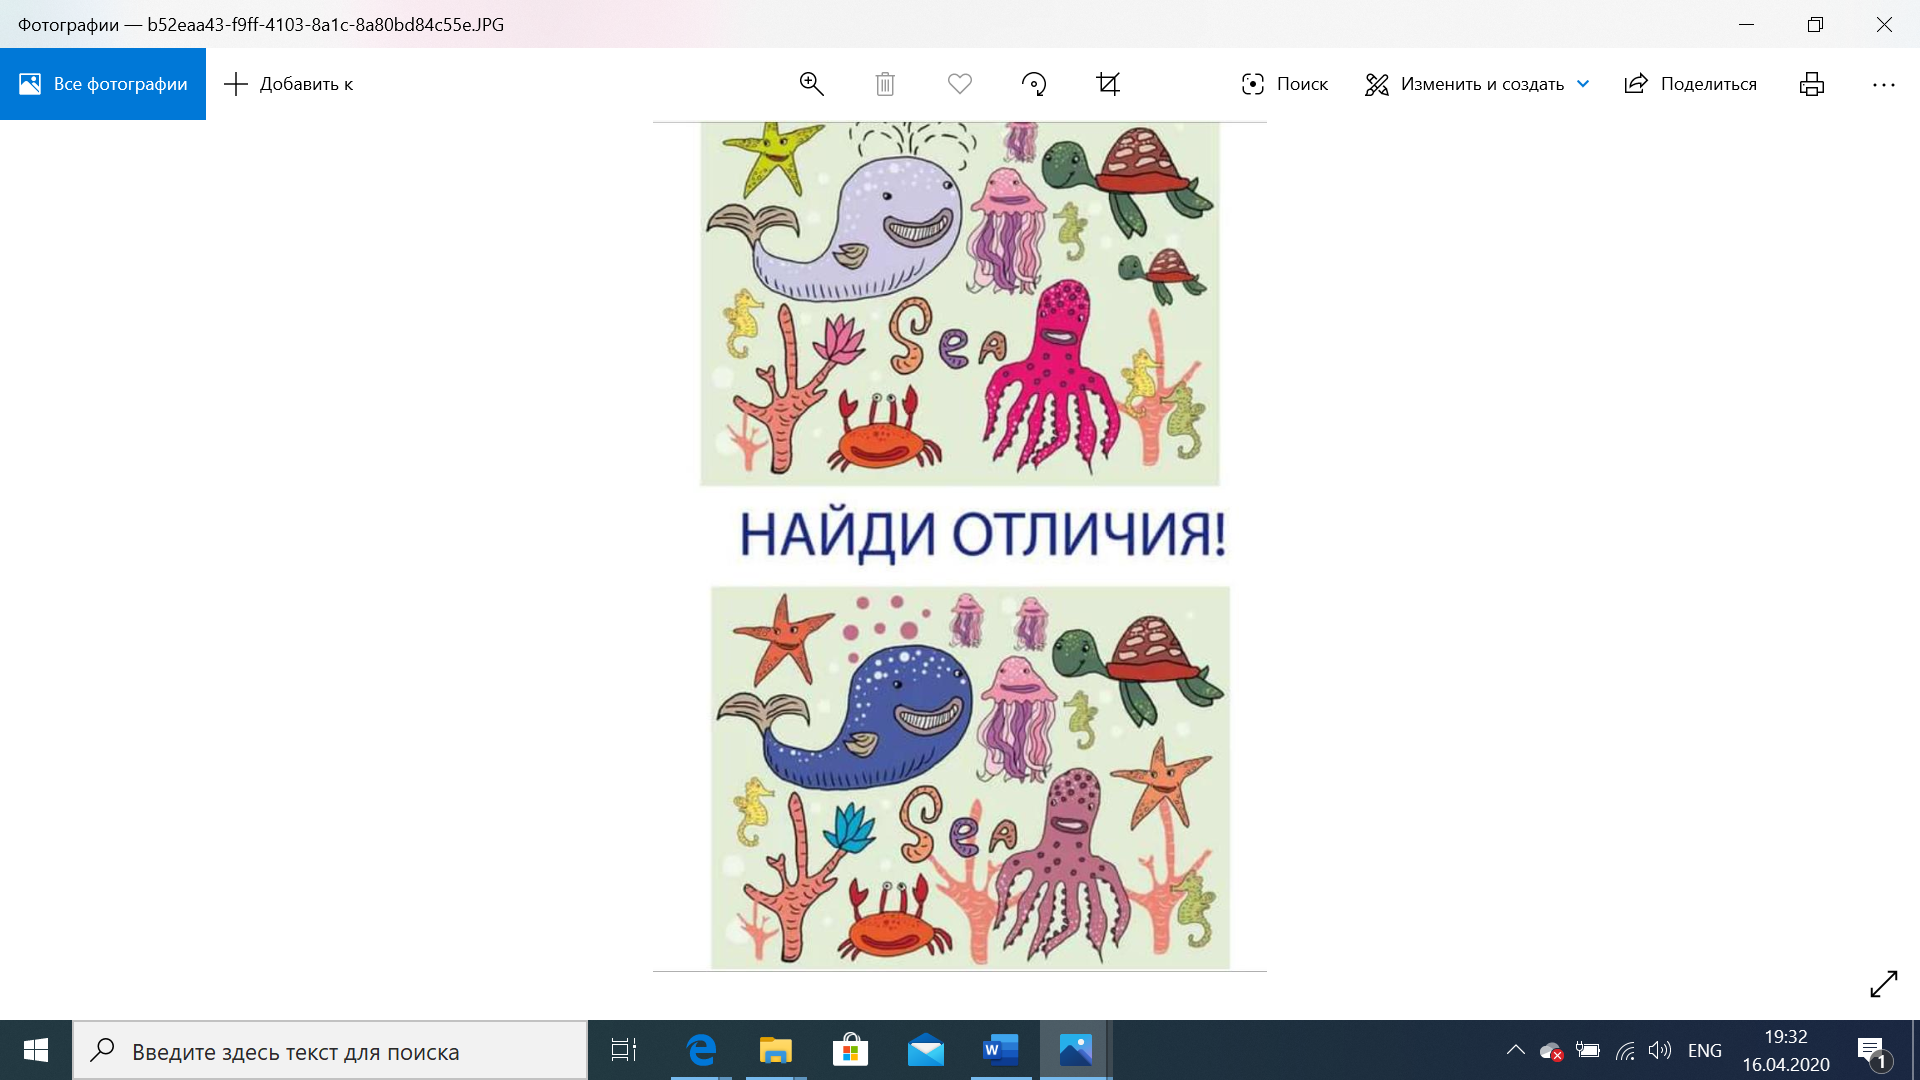 Фотографии — b52eaa43-f9ff-4103-8a1c-8a80bd84c55e.JPG
Все фотографии
Добавить к
Поиск
Изменить и создать
Поделиться
Sea
НАЙДИ ОТЛИЧИЯ!
Sea
Введите здесь текст для поиска
W
ENG
19:32
16.04.2020
1